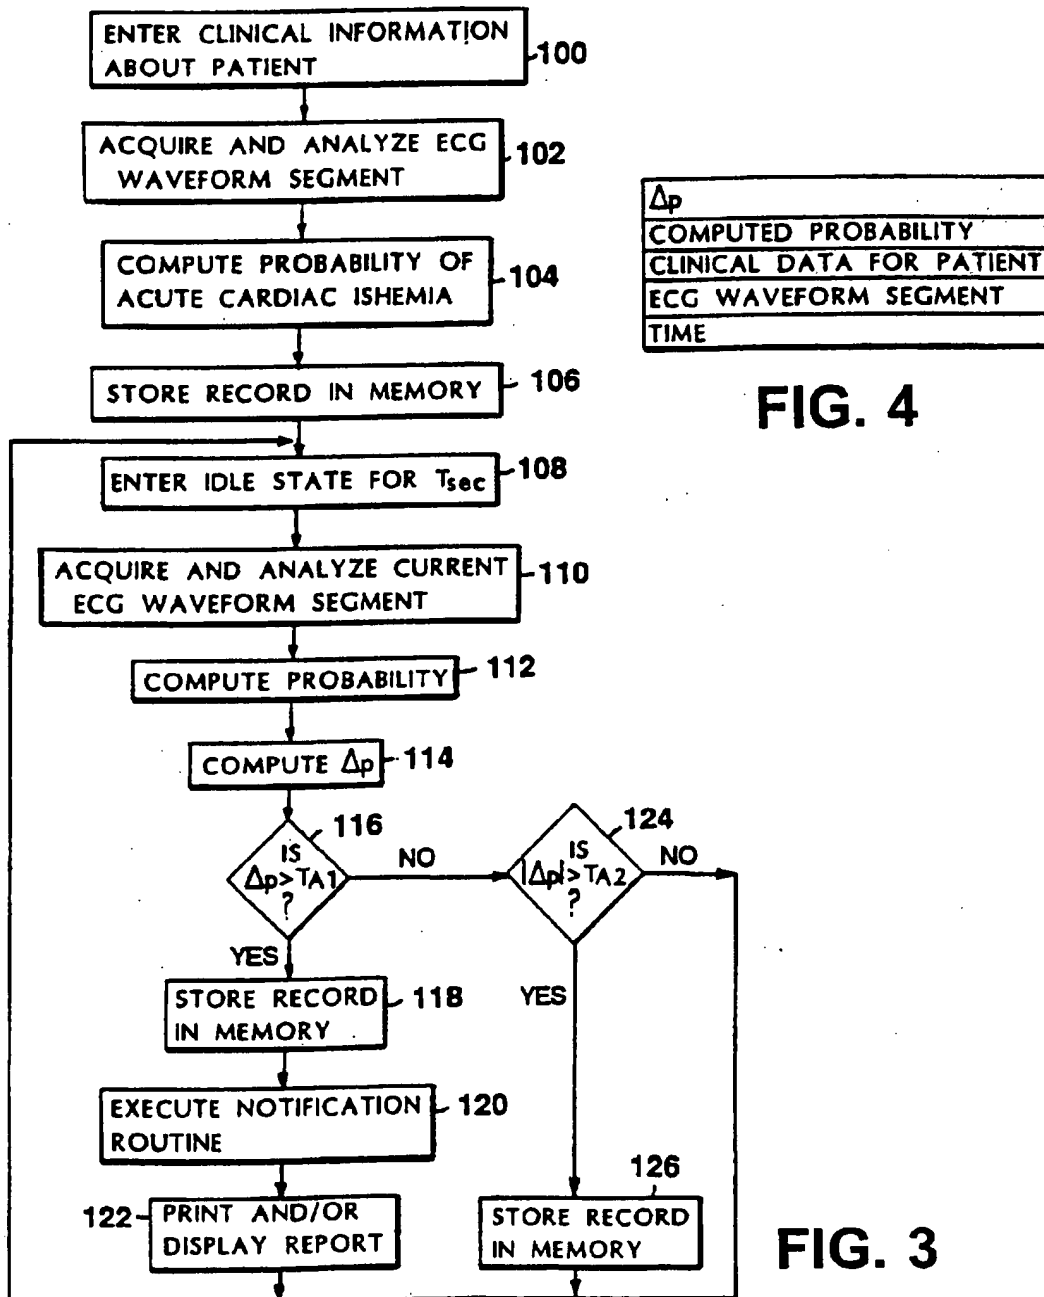 ENTER CLINICAL INFORMATION
ABOUT PATIENT
100
ACQUIRE AND ANALYZE ECG
WAVEFORM SEGMENT
102
COMPUTE PROBABILITY OF
ACUTE CARDIAC ISHEMIA
104
STORE RECORD IN MEMORY
106
ENTER IDLE STATE FOR Tsec
108
ACQUIRE AND ANALYZE CURRENT
ECG WAVEFORM SEGMENT
110
COMPUTE PROBABILITY
112
COMPUTE Δp
114
IS
Δp>TA1
?
116
NO
YES
IS
|Δp|>TA2
?
124
NO
YES
STORE RECORD
IN MEMORY
118
EXECUTE NOTIFICATION
ROUTINE
120
122
PRINT AND/OR
DISPLAY REPORT
126
STORE RECORD
IN MEMORY
FIG. 3
Δp
COMPUTED PROBABILITY
CLINICAL DATA FOR PATIENT
ECG WAVEFORM SEGMENT
TIME
FIG. 4